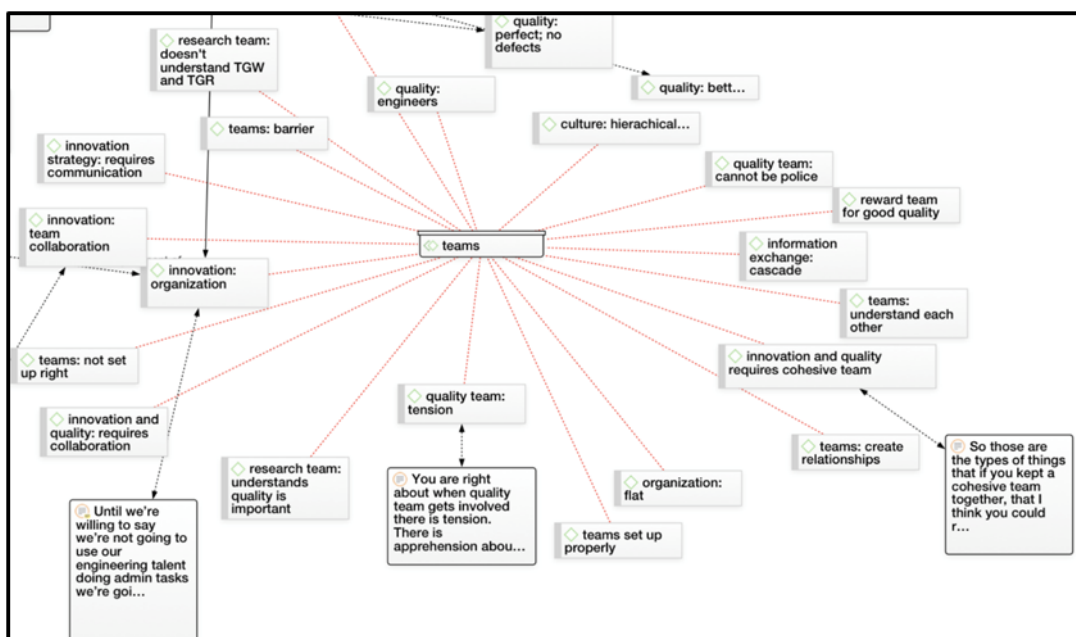 quality:
perfect; no
defects
research team:
doesn't
understand TGW
and TGR
quality:
engineers
quality: bett…
teams: barrier
culture: hierachical…
innovation
strategy: requires
communication
quality team:
cannot be police
reward team
for good quality
innovation:
team
collaboration
teams
information
exchange:
cascade
innovation:
organization
teams:
understand each
other
teams: not set
up right
innovation and quality
requires cohesive team
quality team:
tension
innovation and
quality: requires
collaboration
teams: create
relationships
So those are
the types of things
that if you kept a
cohesive team
together, that I
think you could
r…
research team:
understands
quality is
important
You are right
about when quality
team gets involved
there is tension.
There is
apprehension abou…
organization:
flat
Until we're
willing to say
we're not going to
use our
engineering talent
doing admin tasks
we're goi…
teams set up
properly